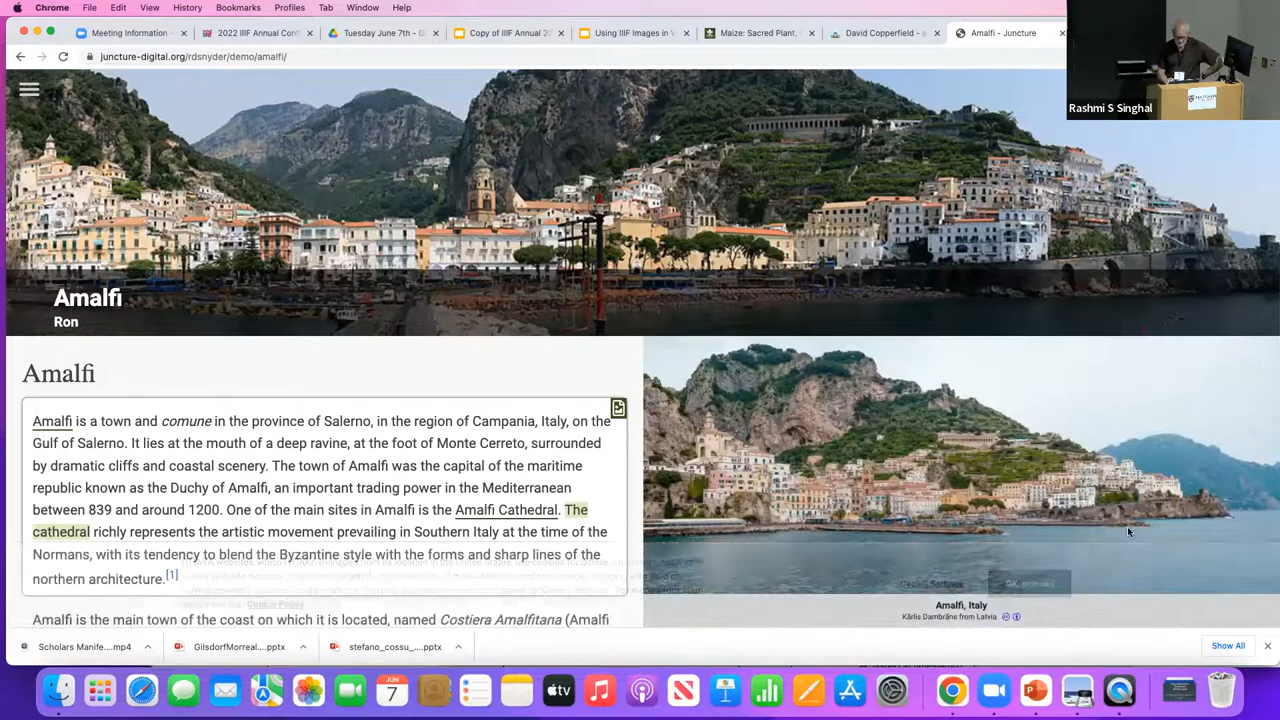 Chrome File Edit View History Bookmarks Profiles Tab Window Help
Meeting Information -
2022 IIIF Annual Conf
Tuesday June 7th - G
Copy of IIIF Annual 20
Using IIIF Images in V
Maize: Sacred Plant,
David Copperfield - a
Amalfi - Juncture
juncture-digital.org/rdsnyder/demo/amalfi/
Rashmi S Singhal
Amalfi
Ron
Amalfi
Amalfi is a town and comune in the province of Salerno, in the region of Campania, Italy, on the
Gulf of Salerno. It lies at the mouth of a deep ravine, at the foot of Monte Cerreto, surrounded
by dramatic cliffs and coastal scenery. The town of Amalfi was the capital of the maritime
republic known as the Duchy of Amalfi, an important trading power in the Mediterranean
between 839 and around 1200. One of the main sites in Amalfi is the Amalfi Cathedral. The
cathedral richly represents the artistic movement prevailing in Southern Italy at the time of the
Normans, with its tendency to blend the Byzantine style with the forms and sharp lines of the
northern architecture.[1]
Cookie Policy
Amalfi is the main town of the coast on which it is located, named Costiera Amalfitana (Amalfi
OK, proceed
Amalfi, Italy
Kārlis Dambrāns from Latvia
Scholars Manife....mp4
GilsdorfMorreal....pptx
stefano_cossu_....pptx
Show All
JUN
7
tv